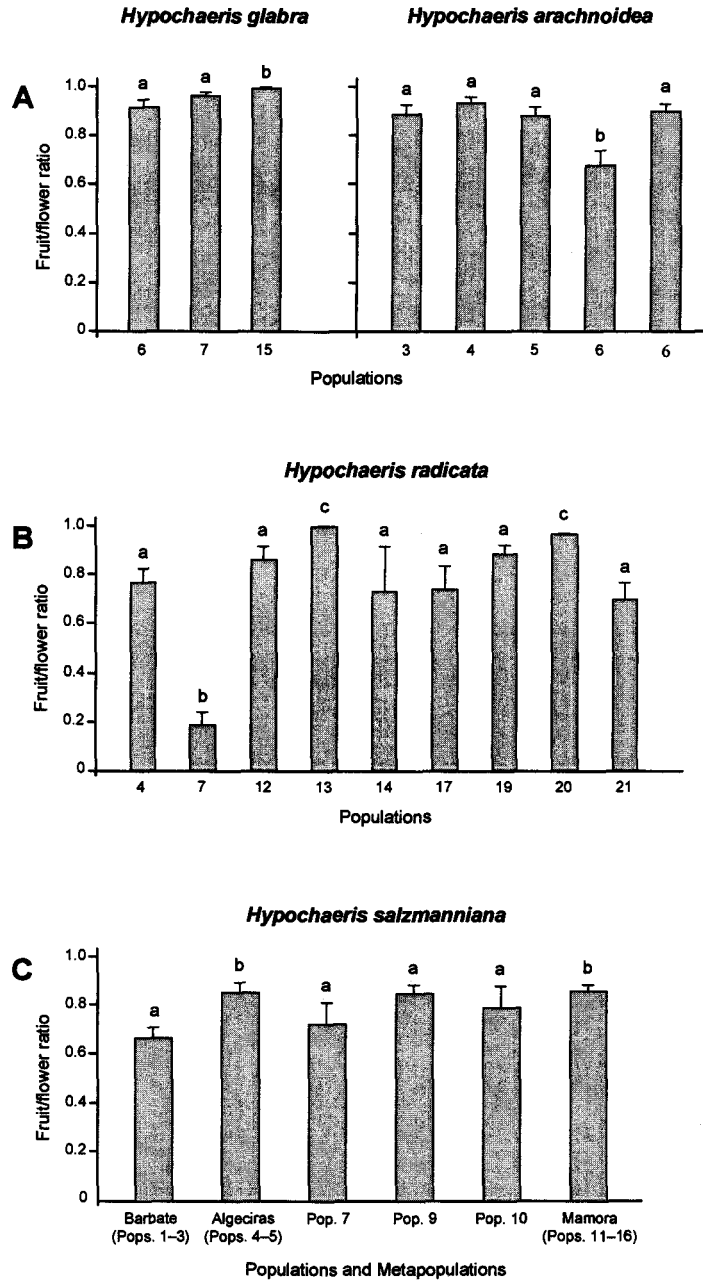 Hypochaeris glabra Hypochaeris arachnoidea
A
Fruit/flower ratio
1.0
0.8
0.6
0.4
0.2
0
a a b a a a b a
6 7 15 3 4 5 6 6
Populations
Hypochaeris radicata
B
Fruit/flower ratio
1.0
0.8
0.6
0.4
0.2
0
a b a c a a a c a
4 7 12 13 14 17 19 20 21
Populations
Hypochaeris salzmanniana
C
Fruit/flower ratio
1.0
0.8
0.6
0.4
0.2
0
a b a a a b
Barbate Algeciras Pop. 7 Pop. 9 Pop. 10 Mamora
(Pops. 1–3) (Pops. 4–5) (Pops. 11–16)
Populations and Metapopulations